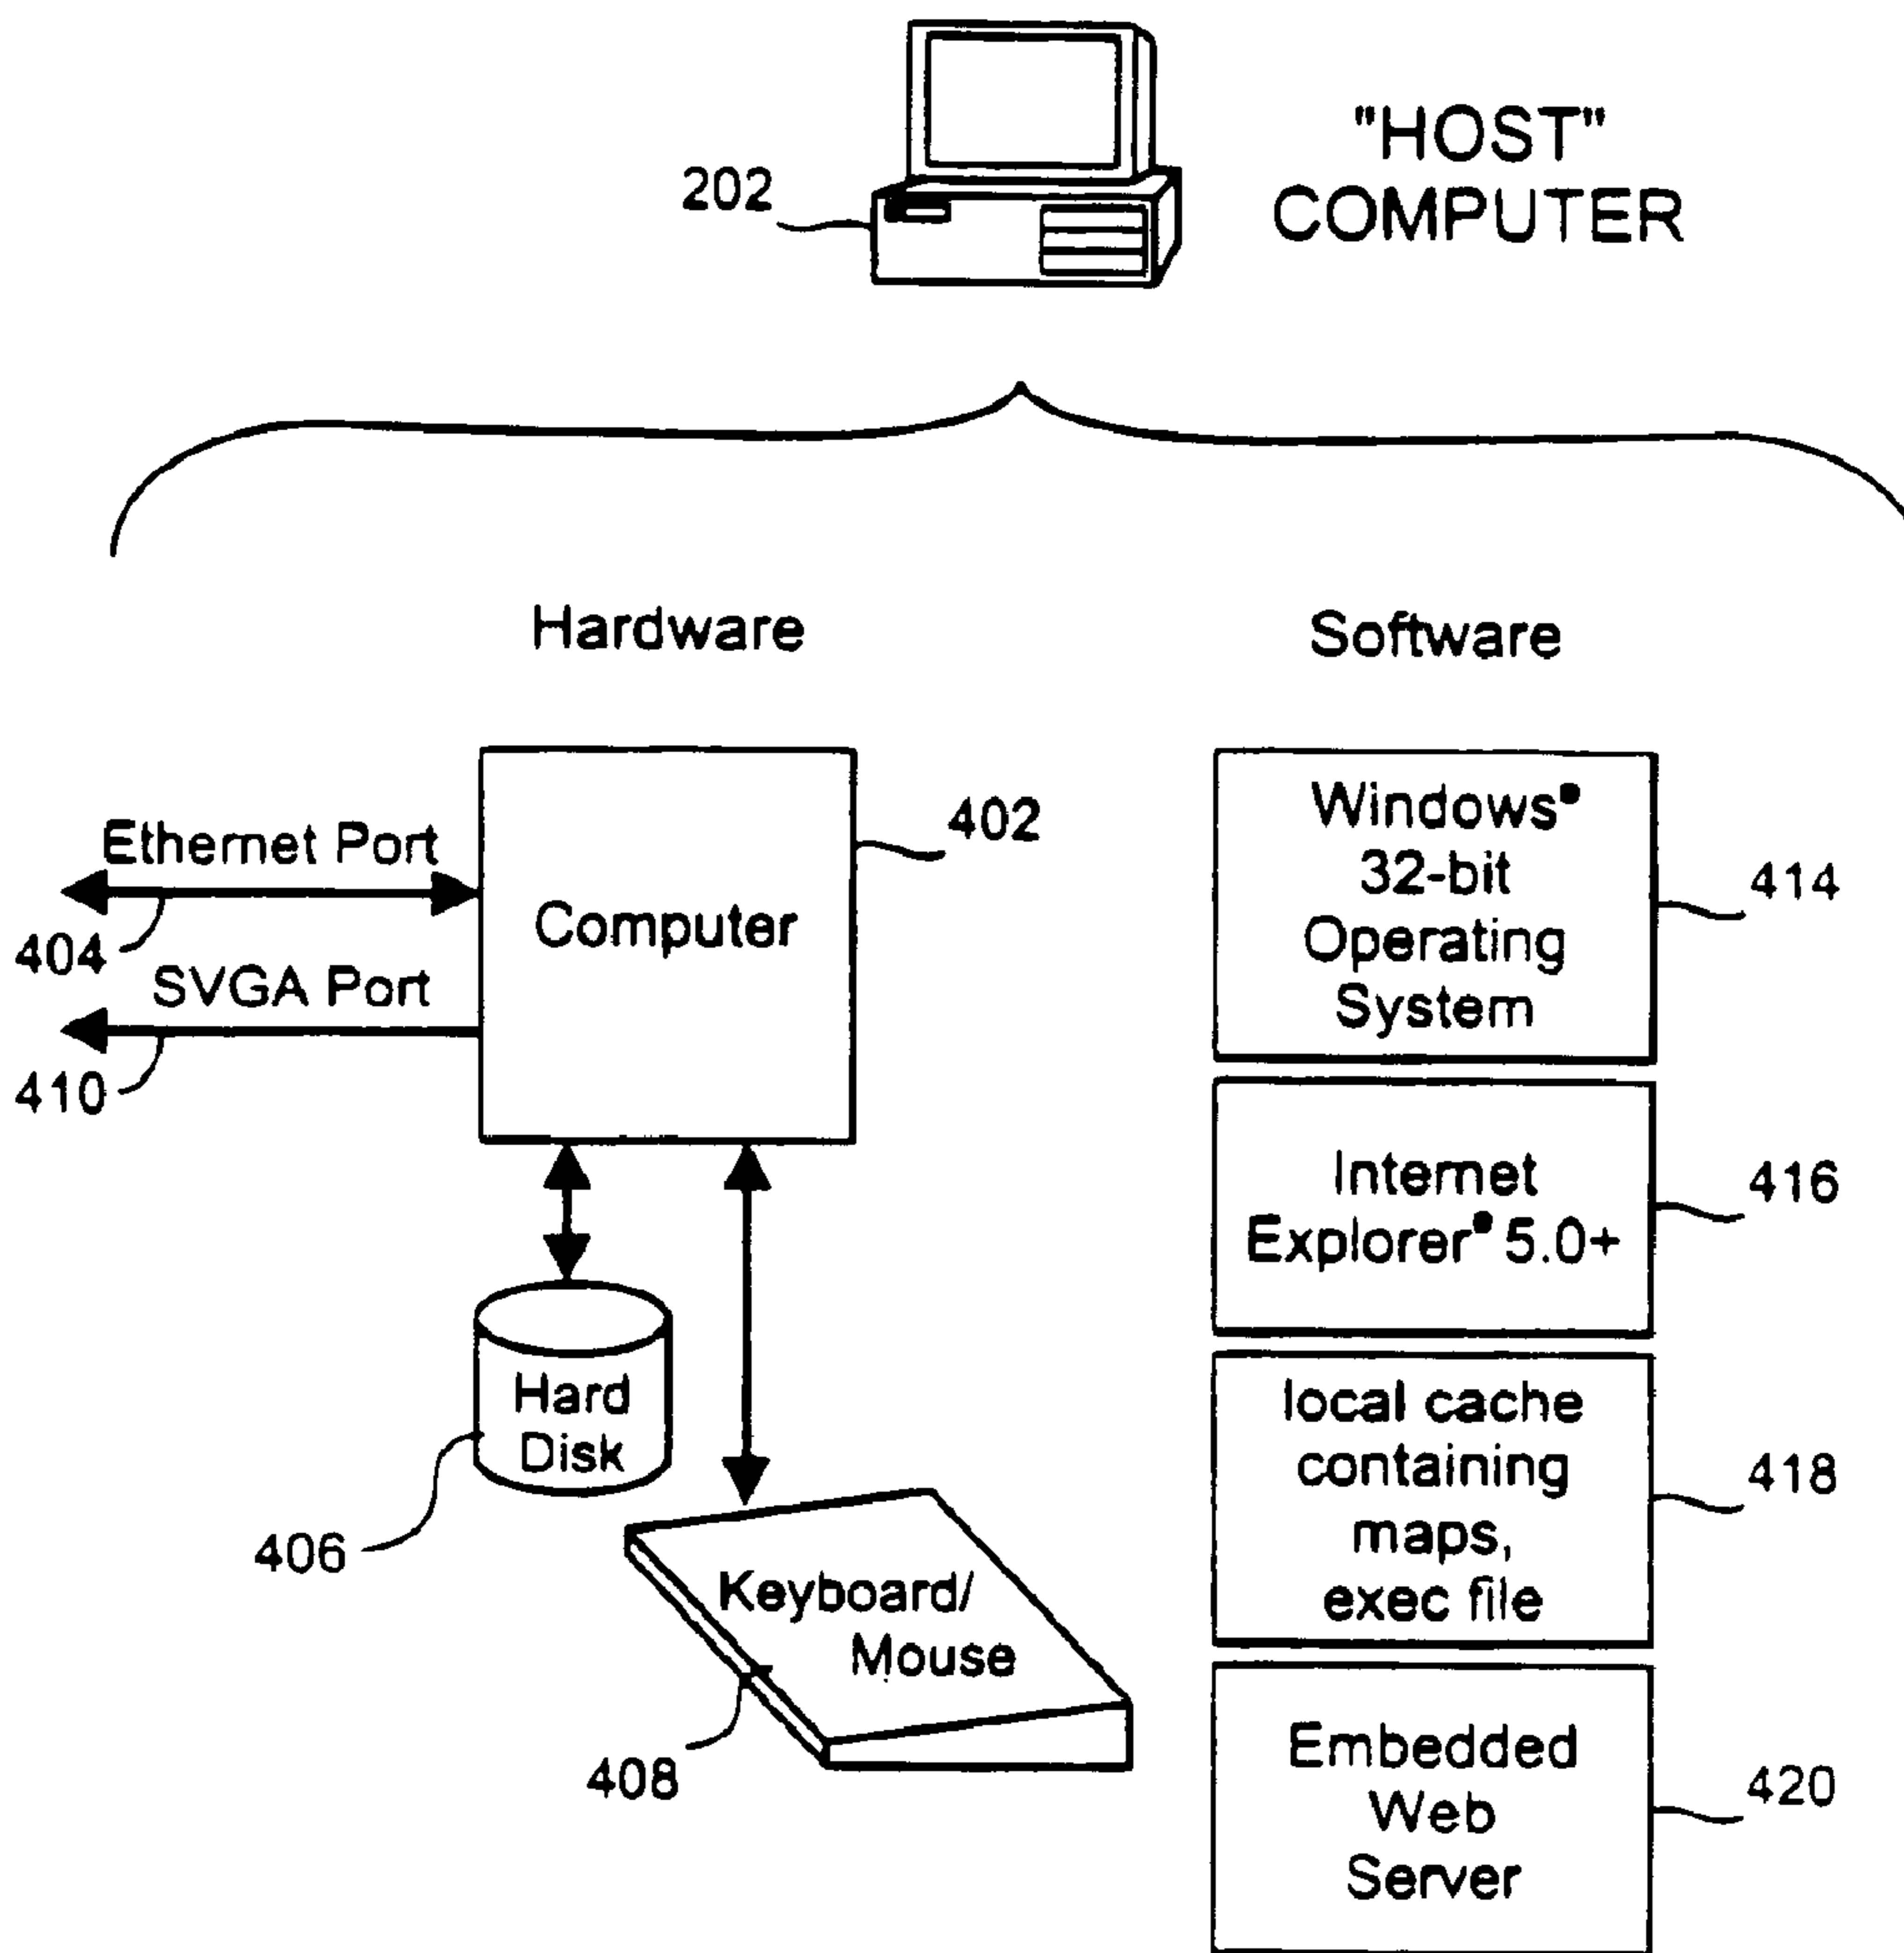 "HOST"
COMPUTER
202
Hardware
Software
Ethernet Port
404
SVGA Port
410
Computer
402
Hard
Disk
406
Keyboard/
Mouse
408
Windows®
32-bit
Operating
System
414
Internet
Explorer® 5.0+
416
local cache
containing
maps,
exec file
418
Embedded
Web
Server
420